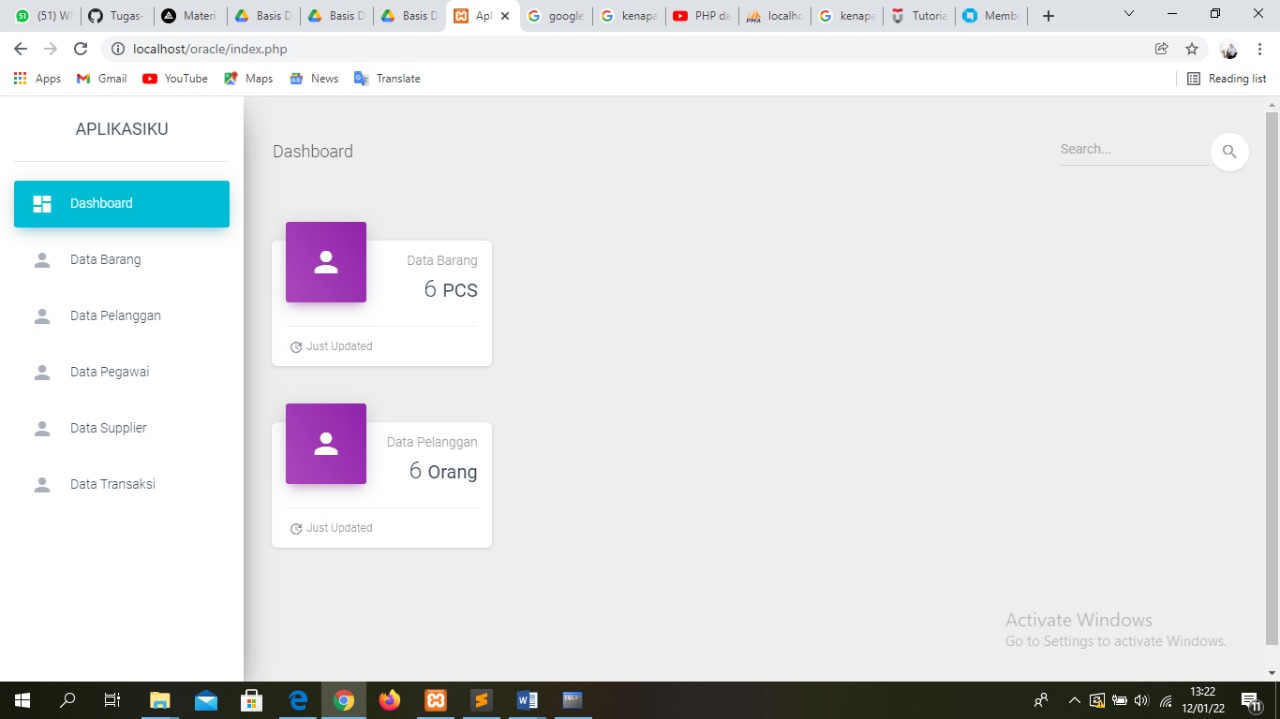 (51) W
Tugas-
Materi
Basis D
Basis D
Basis D
Apl
google
kenapa
PHP da
localho
kenapa
Tutoria
Memb
localhost/oracle/index.php
Apps
Gmail
YouTube
Maps
News
Translate
Reading list
APLIKASIKU
Dashboard
Data Barang
Data Pelanggan
Data Pegawai
Data Supplier
Data Transaksi
Dashboard
Search...
Data Barang
6 PCS
Just Updated
Data Pelanggan
6 Orang
Just Updated
Activate Windows
Go to Settings to activate Windows.
13:22
12/01/22
11